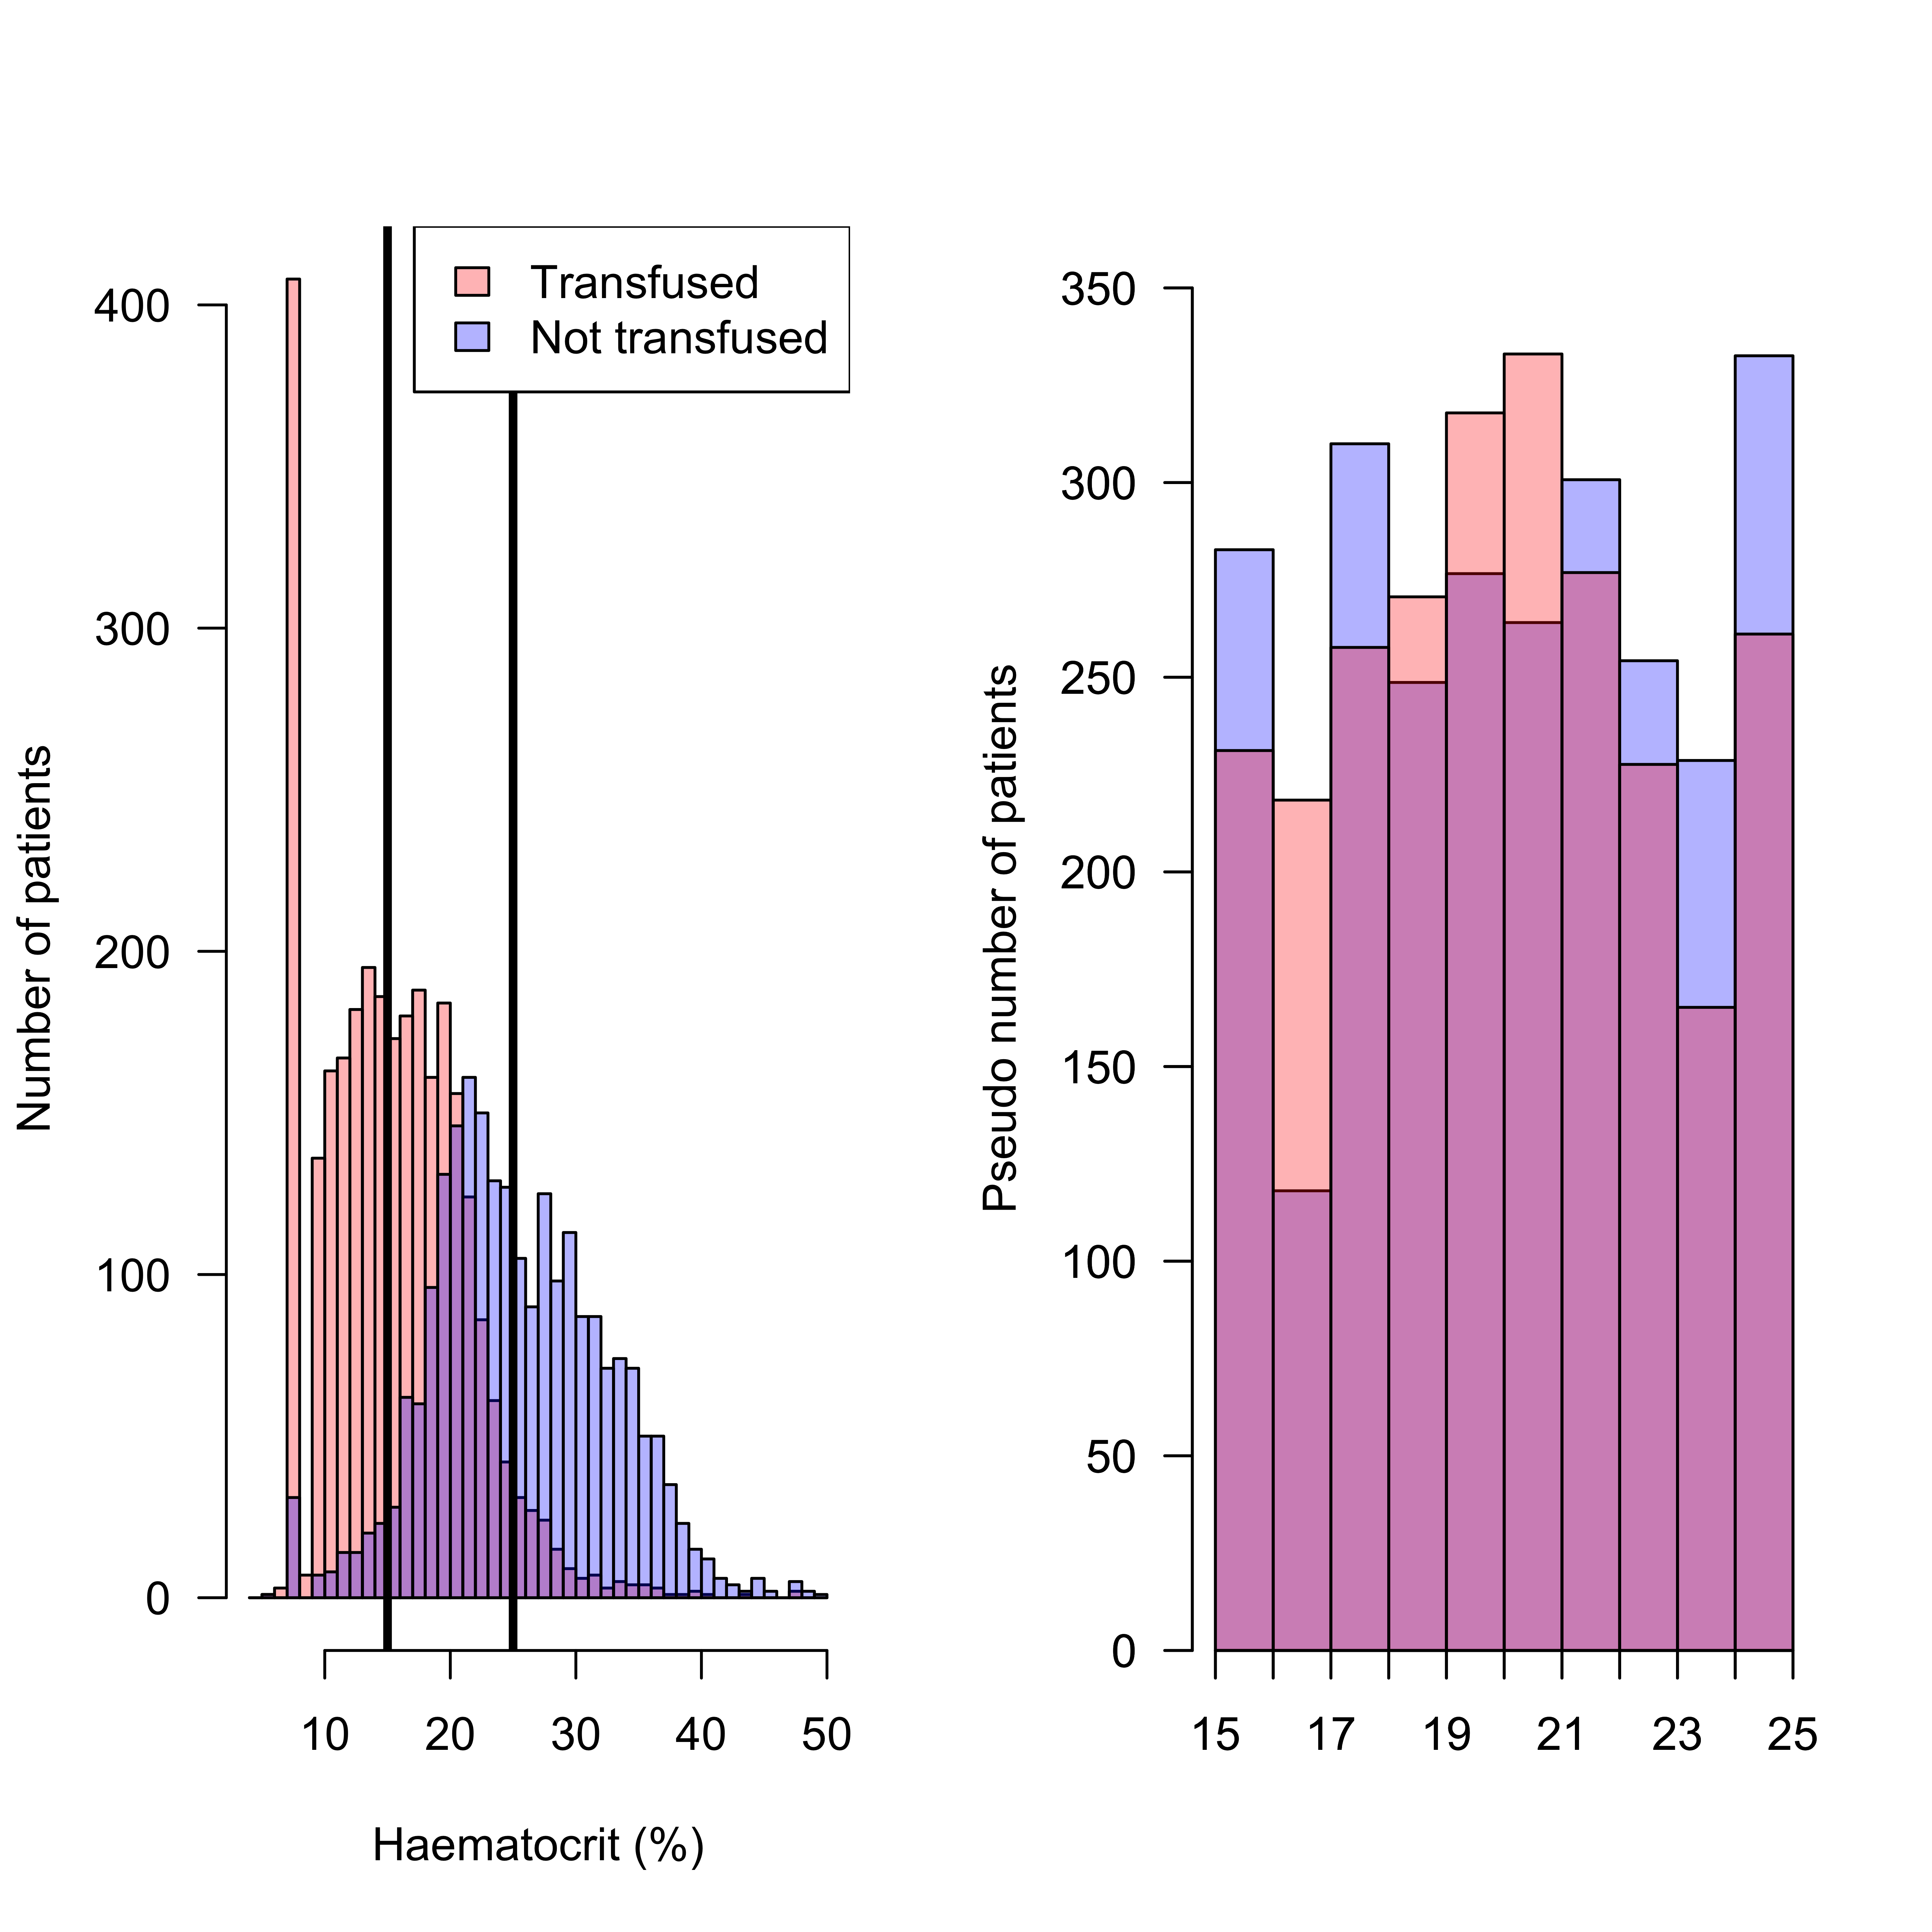 Transfused
Not transfused
Number of patients
400
300
200
100
0
10 20 30 40 50
Haematocrit (%)
Pseudo number of patients
350
300
250
200
150
100
50
0
15 17 19 21 23 25